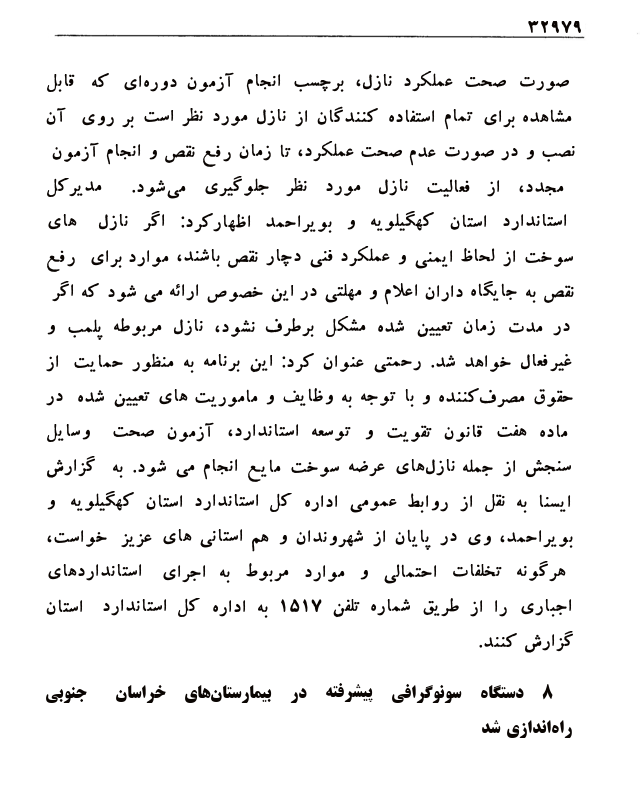 ۳۲۹۷۹
صورت صحت عملکرد نازل، برچسب انجام آزمون دوره‌ای که قابل
مشاهده برای تمام استفاده کنندگان از نازل مورد نظر است بر روی آن
نصب و در صورت عدم صحت عملکرد، تا زمان رفع نقص و انجام آزمون
مجدد، از فعالیت نازل مورد نظر جلوگیری می‌شود. مدیرکل
استاندارد استان کهگیلویه و بویراحمد اظهارکرد: اگر نازل های
سوخت از لحاظ ایمنی و عملکرد فنی دچار نقص باشند، موارد برای رفع
نقص به جایگاه داران اعلام و مهلتی در این خصوص ارائه می شود که اگر
در مدت زمان تعیین شده مشکل برطرف نشود، نازل مربوطه پلمب و
غیرفعال خواهد شد. رحمتی عنوان کرد: این برنامه به منظور حمایت از
حقوق مصرف‌کننده و با توجه به وظایف و ماموریت های تعیین شده در
ماده هفت قانون تقویت و توسعه استاندارد، آزمون صحت وسایل
سنجش از جمله نازل‌های عرضه سوخت مایع انجام می شود. به گزارش
ایسنا به نقل از روابط عمومی اداره کل استاندارد استان کهگیلویه و
بویراحمد، وی در پایان از شهروندان و هم استانی های عزیز خواست،
هرگونه تخلفات احتمالی و موارد مربوط به اجرای استانداردهای
اجباری را از طریق شماره تلفن ۱۵۱۷ به اداره کل استاندارد استان
گزارش کنند.
۸ دستگاه سونوگرافی پیشرفته در بیمارستان‌های خراسان جنوبی
راه‌اندازی شد